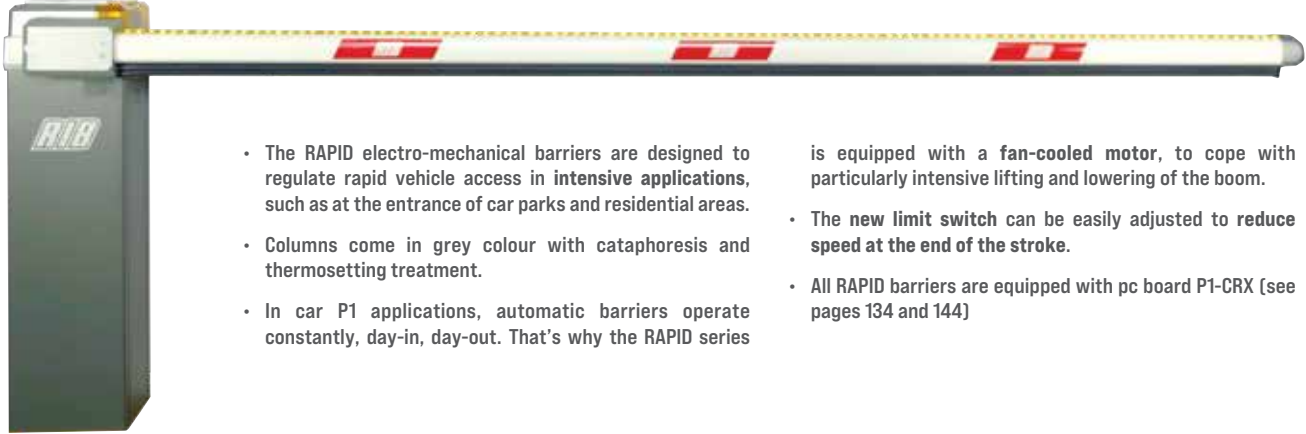 RIB
• The RAPID electro-mechanical barriers are designed to
regulate rapid vehicle access in intensive applications,
such as at the entrance of car parks and residential areas.
• Columns come in grey colour with cataphoresis and
thermosetting treatment.
• In car P1 applications, automatic barriers operate
constantly, day-in, day-out. That's why the RAPID series
is equipped with a fan-cooled motor, to cope with
particularly intensive lifting and lowering of the boom.
• The new limit switch can be easily adjusted to reduce
speed at the end of the stroke.
• All RAPID barriers are equipped with pc board P1-CRX (see
pages 134 and 144)